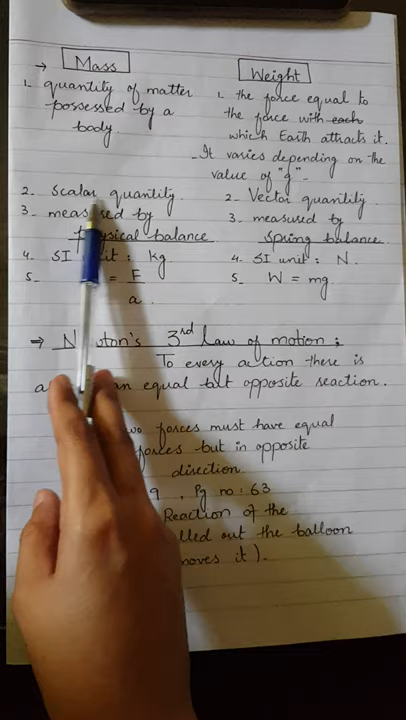 → Mass
1. quantity of matter
possessed by a
body.
2. Scalar quantity.
3. measured by
physical balance
4. SI unit : kg
5. = F
a.
Weight
1. the force equal to
the force with each
which Earth attracts it.
- It varies depending on the
value of "g"-
2. Vector quantity.
3. measured by
spring balance.
4. SI unit : N.
5. W = mg.
⇒ Newton's 3rd law of motion :
To every action there is
an equal but opposite reaction.
two forces must have equal
forces but in opposite
direction
9 , Pg no : 63
Reaction of the
out the balloon
moves it ).